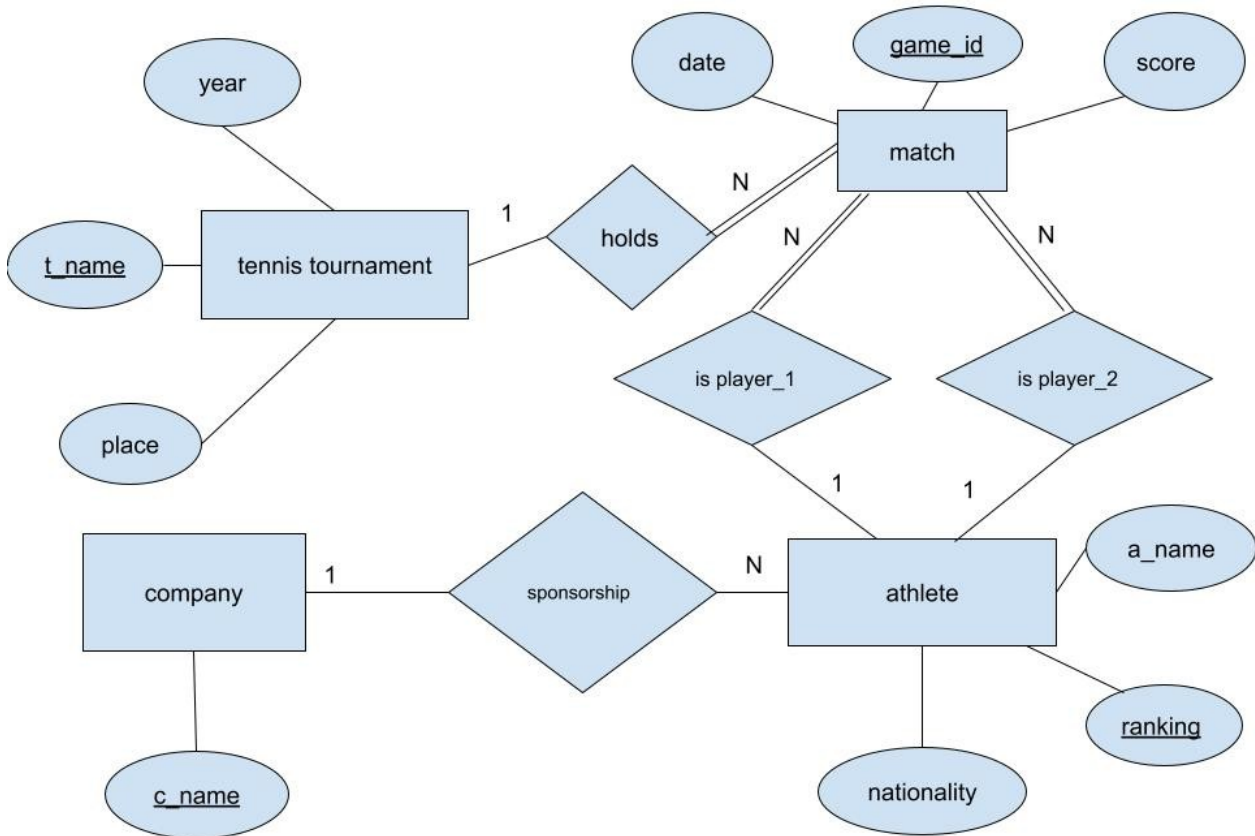 game_id
date
score
year
match
N
1
holds
N
N
t_name
tennis tournament
is player_1
is player_2
place
1
1
a_name
1
N
company
sponsorship
athlete
ranking
c_name
nationality